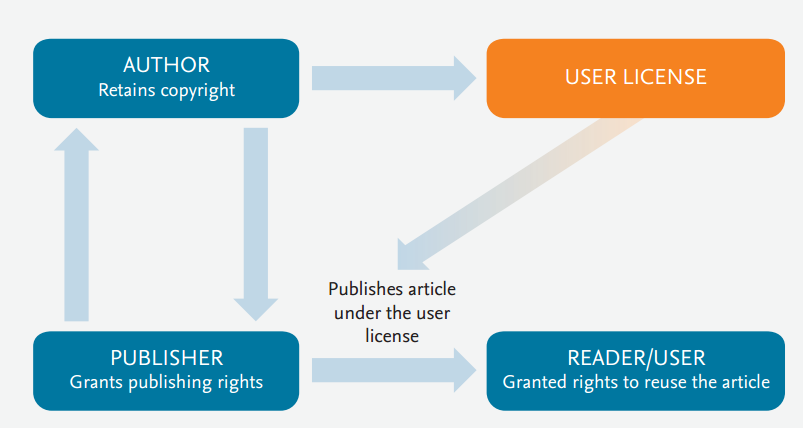 AUTHOR
Retains copyright
USER LICENSE
Publishes article
under the user
license
PUBLISHER
Grants publishing rights
READER/USER
Granted rights to reuse the article